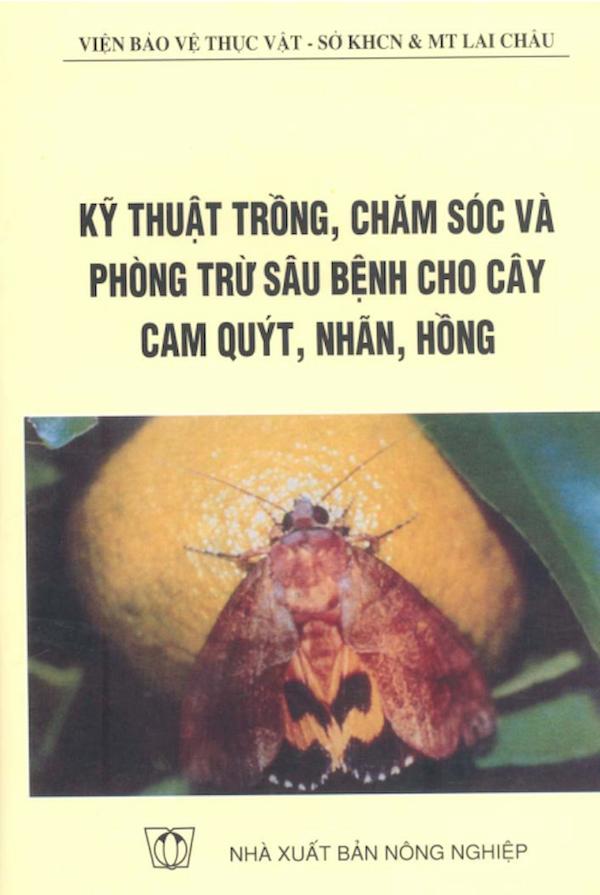 VIỆN BẢO VỆ THỰC VẬT - SỞ KHCN & MT LAI CHÂU
KỸ THUẬT TRỒNG, CHĂM SÓC VÀ
PHÒNG TRỪ SÂU BỆNH CHO CÂY
CAM QUÝT, NHÃN, HỒNG
NHÀ XUẤT BẢN NÔNG NGHIỆP